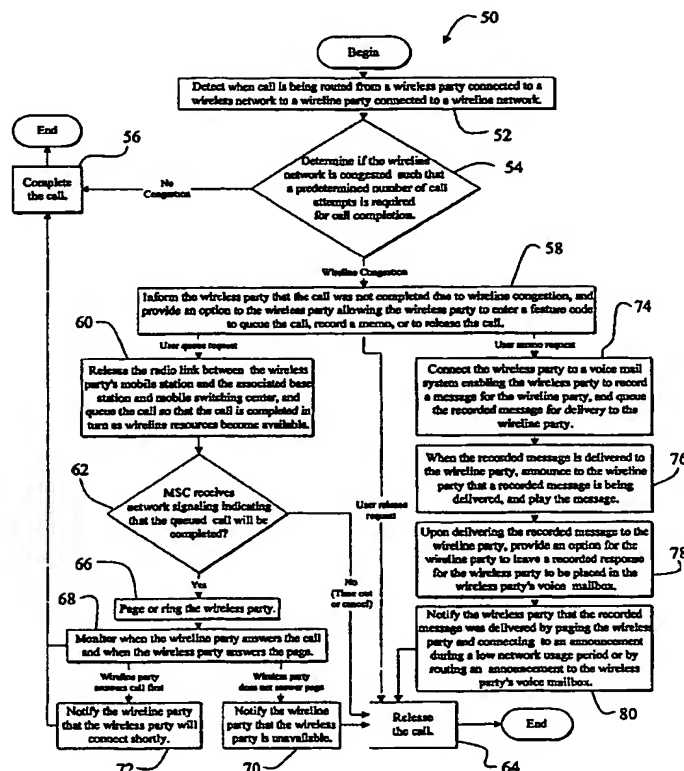 50
Begin
Detect when call is being routed from a wireless party connected to a
wireless network to a wireline party connected to a wireline network.
52
End
56
Complete
the call.
No
Congestion
Determine if the wireline
network is congested such that
a predetermined number of call
attempts is required
for call completion.
54
Wireline Congestion
58
Inform the wireless party that the call was not completed due to wireline congestion, and
provide an option to the wireless party allowing the wireless party to enter a feature code
to queue the call, record a memo, or to release the call.
60
User queue request
Release the radio link between the wireless
party's mobile station and the associated base
station and mobile switching center, and
queue the call so that the call is completed in
turn as wireline resources become available.
62
MSC receives
network signaling indicating
that the queued call will be
completed?
Yes
No
(Time out
or cancel)
User release
request
66
Page or ring the wireless party.
68
Monitor when the wireline party answers the call
and when the wireless party answers the page.
Wireline party
answers call first
Wireless party
does not answer page
Notify the wireline party
that the wireless party will
connect shortly.
72
Notify the wireline
party that the wireless
party is unavailable.
70
74
User memo request
Connect the wireless party to a voice mail
system enabling the wireless party to record
a message for the wireline party, and queue
the recorded message for delivery to the
wireline party.
When the recorded message is delivered to
the wireline party, announce to the wireline
party that a recorded message is being
delivered, and play the message.
76
Upon delivering the recorded message to the
wireline party, provide an option for the
wireline party to leave a recorded response
for the wireless party to be placed in the
wireless party's voice mailbox.
78
Notify the wireless party that the recorded
message was delivered by paging the wireless
party and connecting to an announcement
during a low network usage period or by
routing an announcement to the wireless
party's voice mailbox.
80
Release
the call.
64
End